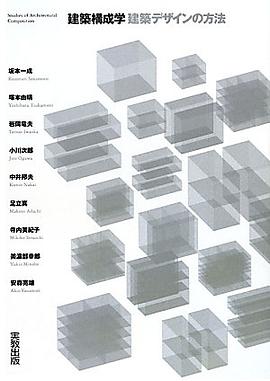 Studies of Architectural
Composition
建築構成学 建築デザインの方法
坂本一成
Kazunari Sakamoto
塚本由晴
Yoshiharu Tsukamoto
岩岡竜夫
Tatsuo Iwaoka
小川次郎
Jiro Ogawa
中井邦夫
Kunio Nakai
足立真
Makoto Adachi
寺内美紀子
Mikiko Terauchi
美濃部幸郎
Yukio Minobe
安森亮雄
Akio Yasumori
実教出版